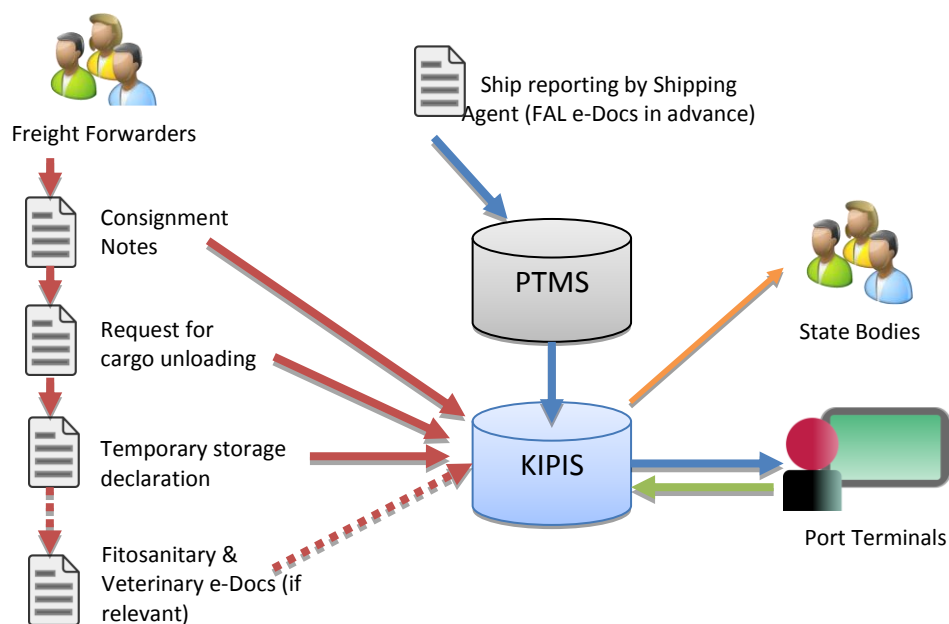 Freight Forwarders
Ship reporting by Shipping
Agent (FAL e-Docs in advance)
Consignment
Notes
PTMS
State Bodies
Request for
cargo unloading
Temporary storage
declaration
KIPIS
Port Terminals
Fitosanitary &
Veterinary e-Docs (if
relevant)